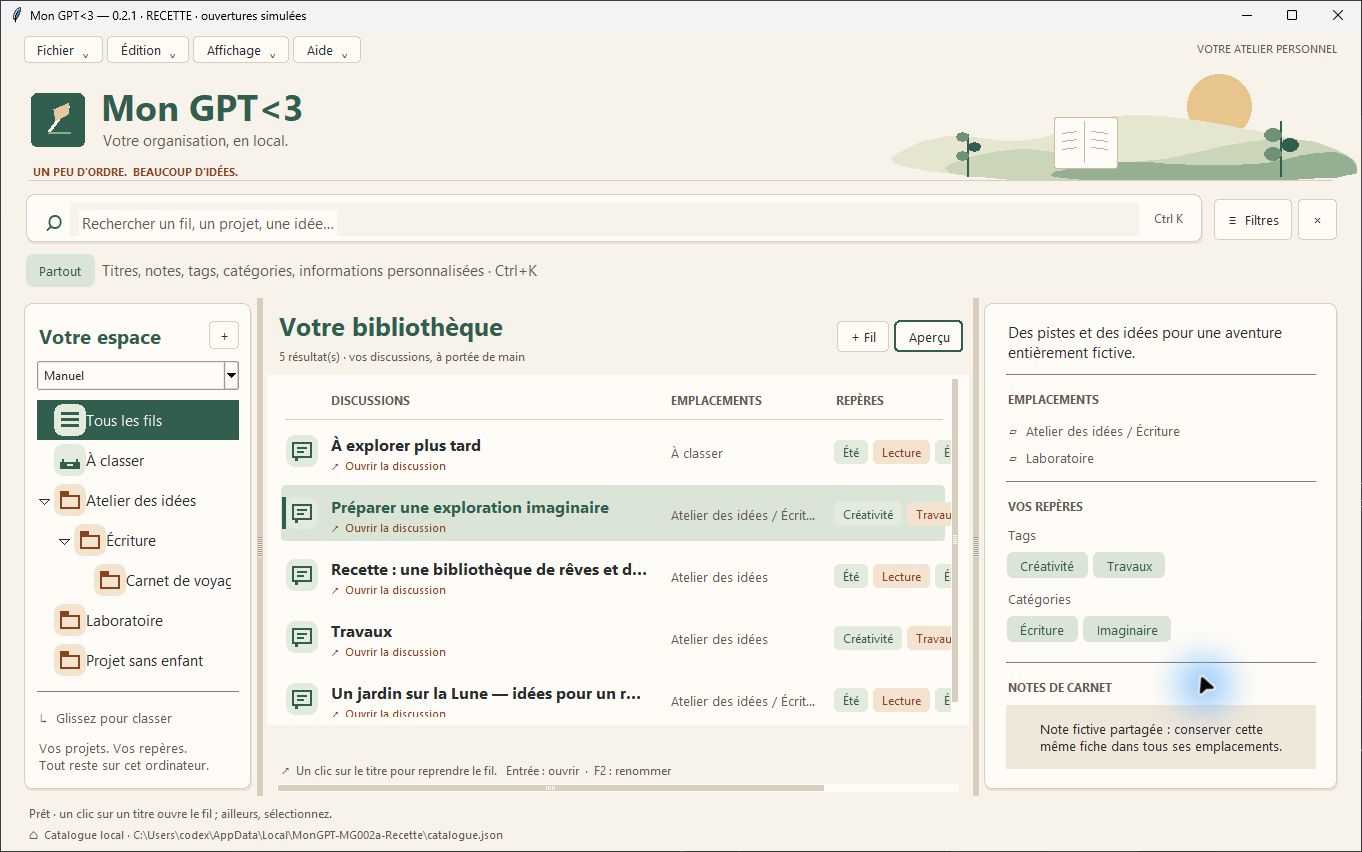 Mon GPT<3 — 0.2.1 · RECETTE · ouvertures simulées
Fichier
Édition
Affichage
Aide
VOTRE ATELIER PERSONNEL
Mon GPT<3
Votre organisation, en local.
UN PEU D'ORDRE. BEAUCOUP D'IDÉES.
Rechercher un fil, un projet, une idée...
Ctrl K
Filtres
×
Partout
Titres, notes, tags, catégories, informations personnalisées · Ctrl+K
Votre espace
+
Manuel
Tous les fils
À classer
Atelier des idées
Écriture
Carnet de voyag
Laboratoire
Projet sans enfant
Glissez pour classer
Vos projets. Vos repères.
Tout reste sur cet ordinateur.
Votre bibliothèque
5 résultat(s) · vos discussions, à portée de main
+ Fil
Aperçu
DISCUSSIONS
EMPLACEMENTS
REPÈRES
À explorer plus tard
↗ Ouvrir la discussion
À classer
Été
Lecture
É
Préparer une exploration imaginaire
↗ Ouvrir la discussion
Atelier des idées / Écrit...
Créativité
Travau
Recette : une bibliothèque de rêves et d...
↗ Ouvrir la discussion
Atelier des idées
Été
Lecture
É
Travaux
↗ Ouvrir la discussion
Atelier des idées
Créativité
Travau
Un jardin sur la Lune — idées pour un r...
↗ Ouvrir la discussion
Atelier des idées / Écrit...
Été
Lecture
É
↗ Un clic sur le titre pour reprendre le fil. Entrée : ouvrir · F2 : renommer
Des pistes et des idées pour une aventure
entièrement fictive.
EMPLACEMENTS
Atelier des idées / Écriture
Laboratoire
VOS REPÈRES
Tags
Créativité
Travaux
Catégories
Écriture
Imaginaire
NOTES DE CARNET
Note fictive partagée : conserver cette
même fiche dans tous ses emplacements.
Prêt · un clic sur un titre ouvre le fil ; ailleurs, sélectionnez.
Catalogue local · C:\Users\codex\AppData\Local\MonGPT-MG002a-Recette\catalogue.json